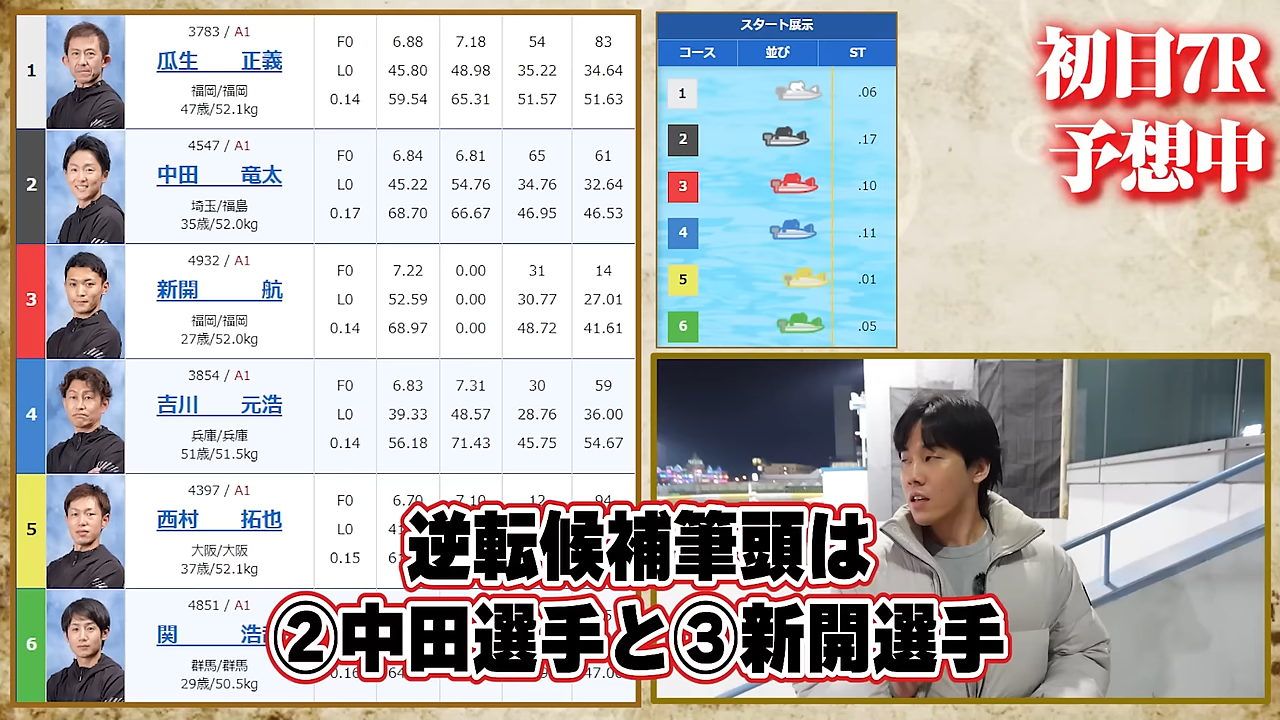 1
3783 / A1
瓜生 正義
福岡/福岡
47歳/52.1kg
F0 6.88 7.18 54 83
L0 45.80 48.98 35.22 34.64
0.14 59.54 65.31 51.57 51.63
2
4547 / A1
中田 竜太
埼玉/福島
35歳/52.0kg
F0 6.84 6.81 65 61
L0 45.22 54.76 34.76 32.64
0.17 68.70 66.67 46.95 46.53
3
4932 / A1
新開 航
福岡/福岡
27歳/52.0kg
F0 7.22 0.00 31 14
L0 52.59 0.00 30.77 27.01
0.14 68.97 0.00 48.72 41.61
4
3854 / A1
吉川 元浩
兵庫/兵庫
51歳/51.5kg
F0 6.83 7.31 30 59
L0 39.33 48.57 28.76 36.00
0.14 56.18 71.43 45.75 54.67
5
4397 / A1
西村 拓也
大阪/大阪
37歳/52.1kg
F0 6.70 7.10 12 94
L0
0.15
6
4851 / A1
関 浩
群馬/群馬
29歳/50.5kg
スタート展示
コース 並び ST
1 .06
2 .17
3 .10
4 .11
5 .01
6 .05
初日7R
予想中
逆転候補筆頭は
②中田選手と③新開選手